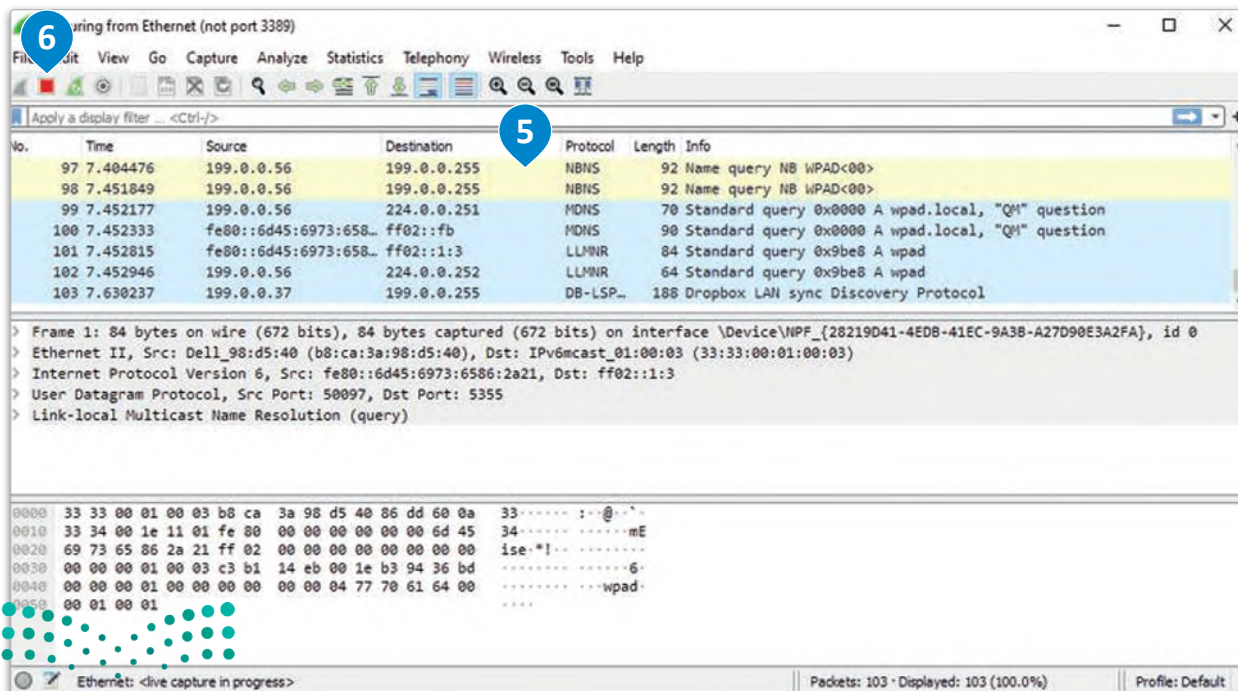 6
uring from Ethernet (not port 3389)
File Edit View Go Capture Analyze Statistics Telephony Wireless Tools Help
Apply a display filter ... <Ctrl-/>
5
No. Time Source Destination Protocol Length Info
97 7.404476 199.0.0.56 199.0.0.255 NBNS 92 Name query NB WPAD<00>
98 7.451849 199.0.0.56 199.0.0.255 NBNS 92 Name query NB WPAD<00>
99 7.452177 199.0.0.56 224.0.0.251 MDNS 70 Standard query 0x0000 A wpad.local, "QM" question
100 7.452333 fe80::6d45:6973:658… ff02::fb MDNS 90 Standard query 0x0000 A wpad.local, "QM" question
101 7.452815 fe80::6d45:6973:658… ff02::1:3 LLMNR 84 Standard query 0x9be8 A wpad
102 7.452946 199.0.0.56 224.0.0.252 LLMNR 64 Standard query 0x9be8 A wpad
103 7.630237 199.0.0.37 199.0.0.255 DB-LSP… 188 Dropbox LAN sync Discovery Protocol
> Frame 1: 84 bytes on wire (672 bits), 84 bytes captured (672 bits) on interface \Device\NPF_{28219D41-4EDB-41EC-9A3B-A27D90E3A2FA}, id 0
> Ethernet II, Src: Dell_98:d5:40 (b8:ca:3a:98:d5:40), Dst: IPv6mcast_01:00:03 (33:33:00:01:00:03)
> Internet Protocol Version 6, Src: fe80::6d45:6973:6586:2a21, Dst: ff02::1:3
> User Datagram Protocol, Src Port: 50097, Dst Port: 5355
> Link-local Multicast Name Resolution (query)
0000 33 33 00 01 00 03 b8 ca 3a 98 d5 40 86 dd 60 0a 33······ :··@··`·
0010 33 34 00 1e 11 01 fe 80 00 00 00 00 00 00 6d 45 34······ ······mE
0020 69 73 65 86 2a 21 ff 02 00 00 00 00 00 00 00 00 ise·*!·· ········
0030 00 00 00 01 00 03 c3 b1 14 eb 00 1e b3 94 36 bd ········ ······6·
0040 00 00 00 01 00 00 00 00 00 00 04 77 70 61 64 00 ········ ···wpad·
0050 00 01 00 01 ····
Ethernet: <live capture in progress> Packets: 103 · Displayed: 103 (100.0%) Profile: Default